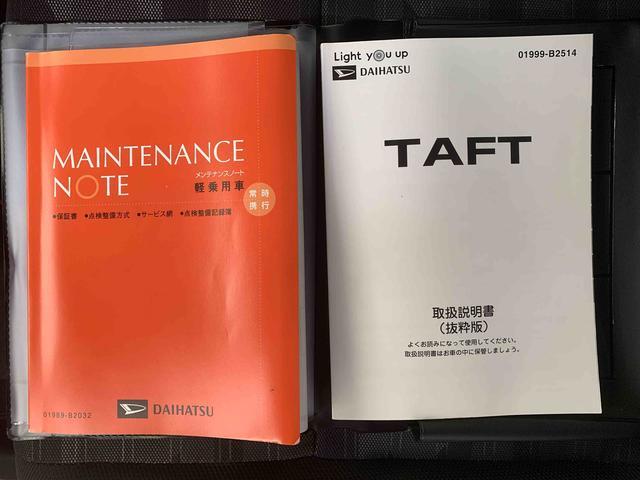 MAINTENANCE
NOTE
メンテナンスノート
軽乗用車
常時
携行
●保証書 ●点検整備方式 ●サービス網 ●点検整備記録簿
01989-B2032
DAIHATSU
Light you up
01999-B2514
DAIHATSU
TAFT
取扱説明書
(抜粋版)
よくお読みになって使用してください。
取扱説明書はお車の中に保管しましょう。